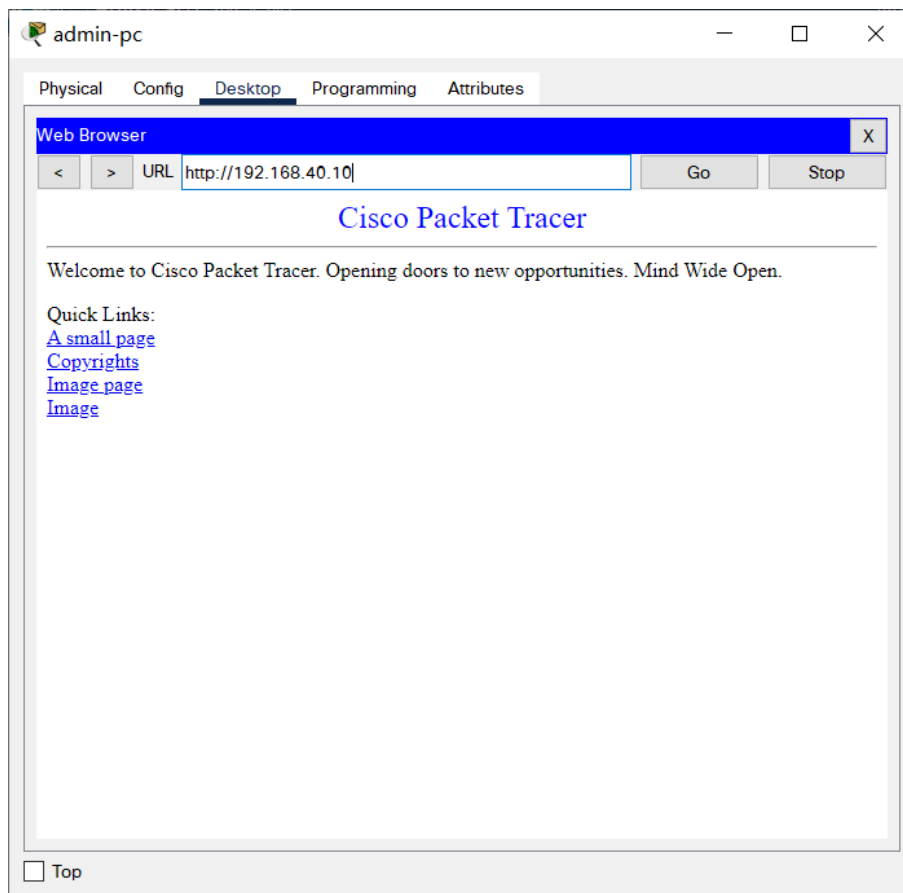 admin-pc
Physical Config Desktop Programming Attributes
Web Browser X
< > URL http://192.168.40.10 Go Stop
Cisco Packet Tracer
Welcome to Cisco Packet Tracer. Opening doors to new opportunities. Mind Wide Open.
Quick Links:
A small page
Copyrights
Image page
Image
Top